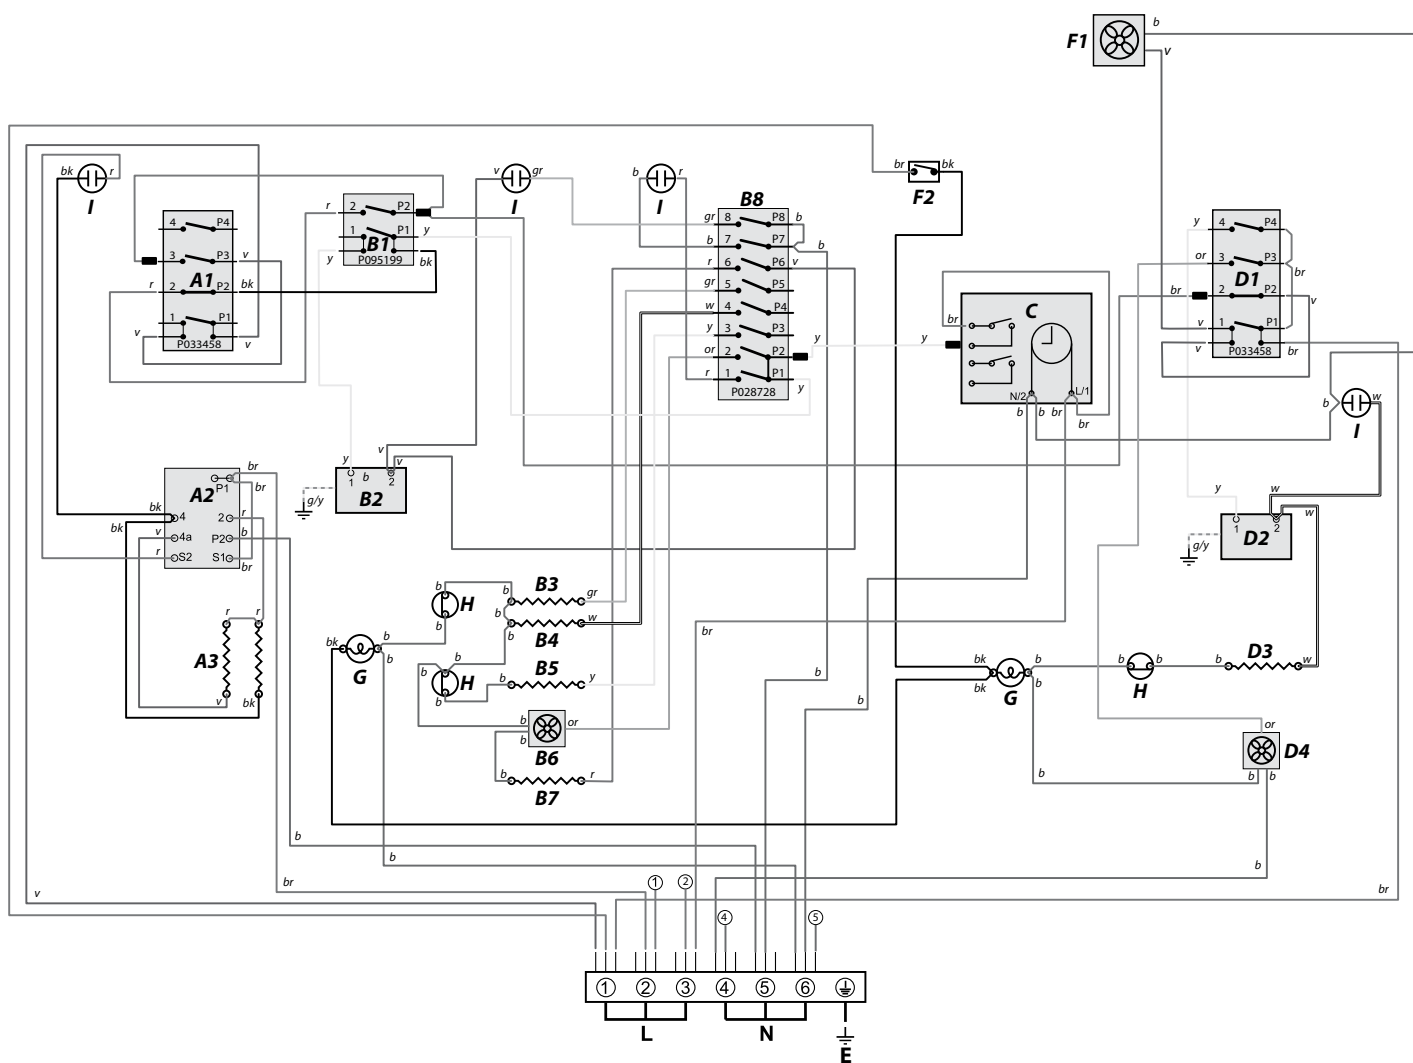 b
F1
v
bk
r
I
v
gr
I
b
r
I
br
bk
F2
B8
r
2
P2
1
P1
y
y
B1
bk
P095199
4
P4
3
P3
v
A1
r
2
P2
bk
1
P1
v
P033458
v
gr
8
P8
b
b
7
P7
b
r
6
P6
v
gr
5
P5
w
4
P4
y
3
P3
or
2
P2
y
r
1
P1
y
P028728
C
br
y
N/2
L/1
b
b
br
br
y
4
P4
or
3
P3
br
D1
br
2
P2
v
v
1
P1
v
P033458
br
b
w
I
v
v
y
1
b
2
B2
g/y
br
P1
br
A2
bk
4
2
r
bk
v
4a
P2
b
r
S2
S1
br
y
w
w
1
2
D2
g/y
r
r
A3
v
bk
b
b
B3
gr
H
b
b
w
b
B4
bk
b
b
G
b
B5
b
H
b
y
b
b
b
or
B6
b
r
B7
br
bk
b
bk
b
G
b
b
H
b
D3
w
or
D4
b
b
b
b
b
b
br
v
br
1
2
4
5
1
2
3
4
5
6
L
N
E